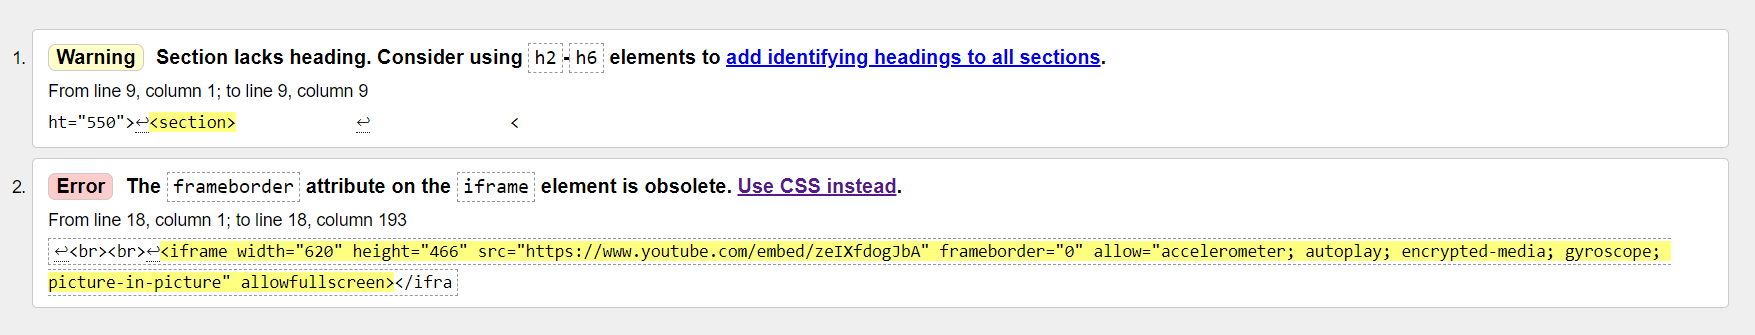 1. Warning Section lacks heading. Consider using h2-h6 elements to add identifying headings to all sections.
From line 9, column 1; to line 9, column 9
ht="550">↩<section> ↩ <
2. Error The frameborder attribute on the iframe element is obsolete. Use CSS instead.
From line 18, column 1; to line 18, column 193
↩<br><br>↩<iframe width="620" height="466" src="https://www.youtube.com/embed/zeIXfdogJbA" frameborder="0" allow="accelerometer; autoplay; encrypted-media; gyroscope;
picture-in-picture" allowfullscreen></ifra